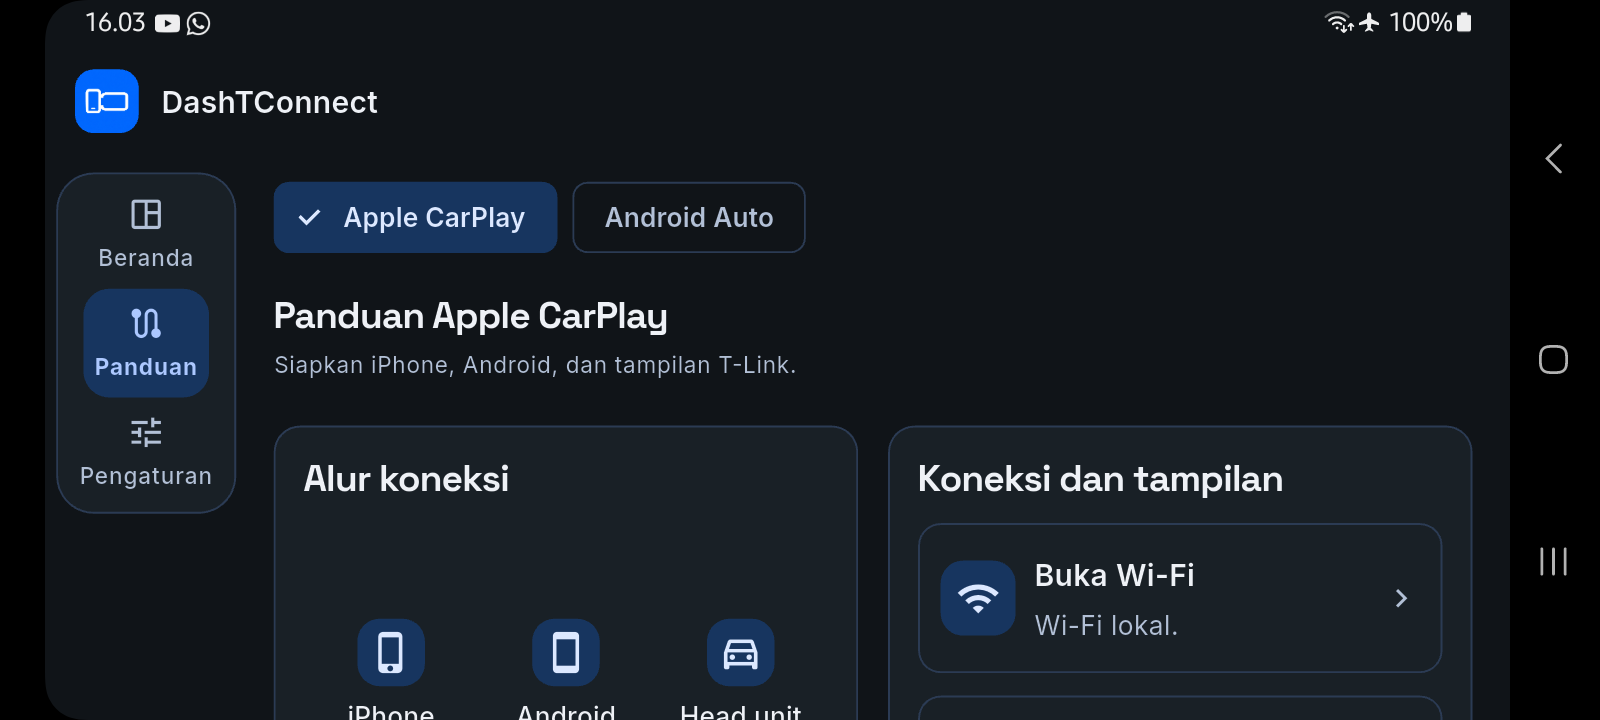 16.03
100%
DashTConnect
Beranda
Panduan
Pengaturan
Apple CarPlay
Android Auto
Panduan Apple CarPlay
Siapkan iPhone, Android, dan tampilan T-Link.
Alur koneksi
iPhone
Android
Head unit
Koneksi dan tampilan
Buka Wi-Fi
Wi-Fi lokal.